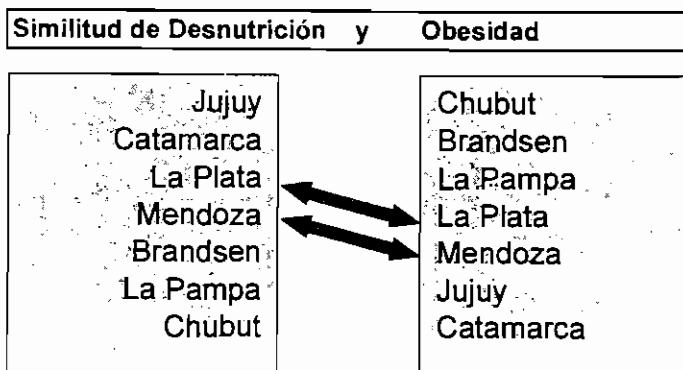 Similitud de Desnutrición y Obesidad
Jujuy
Catamarca
La Plata
Mendoza
Brandsen
La Pampa
Chubut
Chubut
Brandsen
La Pampa
La Plata
Mendoza
Jujuy
Catamarca